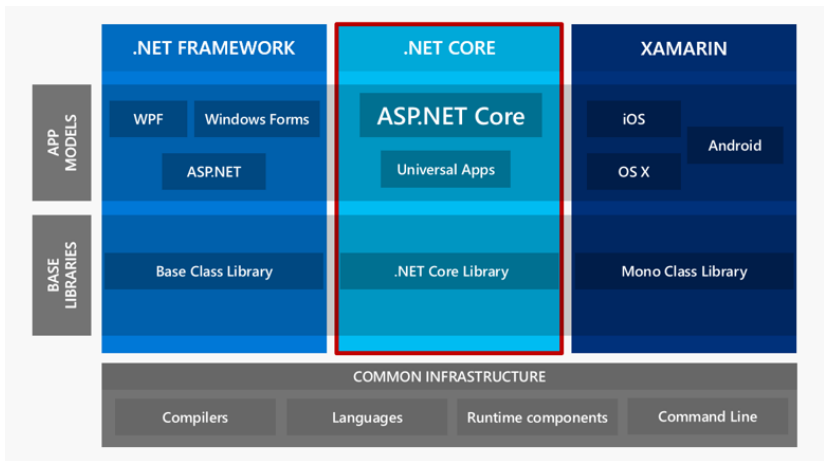 .NET FRAMEWORK
.NET CORE
XAMARIN
APP
MODELS
WPF
Windows Forms
ASP.NET
ASP.NET Core
Universal Apps
iOS
Android
OS X
BASE
LIBRARIES
Base Class Library
.NET Core Library
Mono Class Library
COMMON INFRASTRUCTURE
Compilers
Languages
Runtime components
Command Line